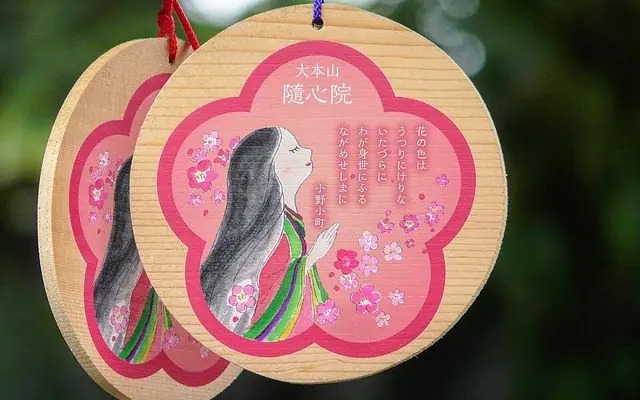 大本山
隨心院
花の色は
うつりにけりな
いたづらに
わが身世にふる
ながめせしまに
小野小町